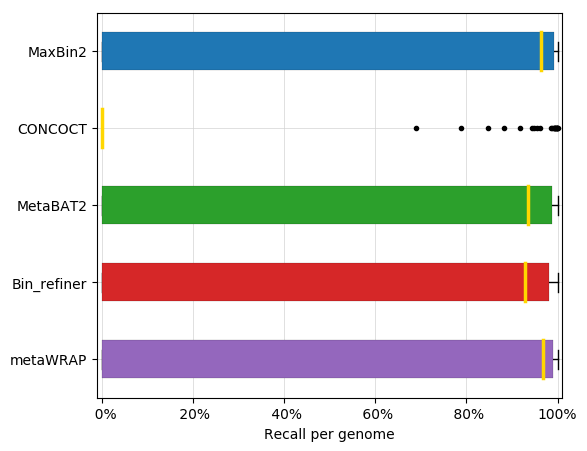 MaxBin2
CONCOCT
MetaBAT2
Bin_refiner
metaWRAP
0% 20% 40% 60% 80% 100%
Recall per genome